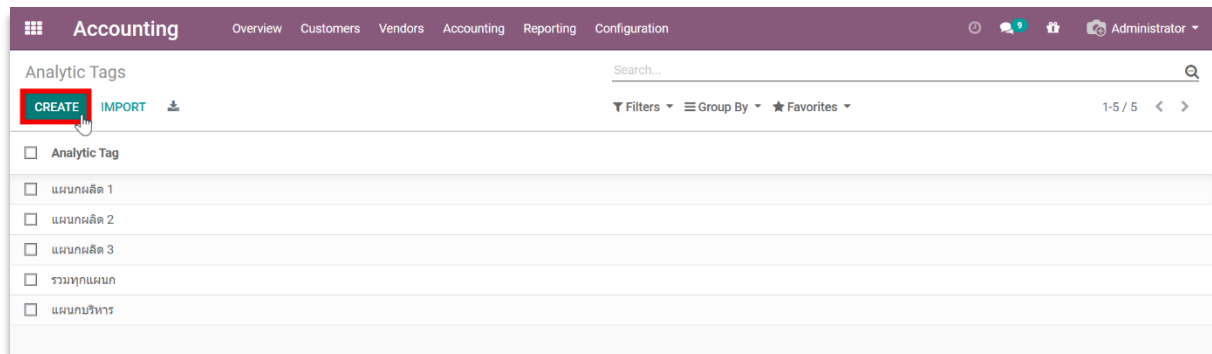 Accounting Overview Customers Vendors Accounting Reporting Configuration 9 Administrator
Analytic Tags Search...
CREATE IMPORT Filters Group By Favorites 1-5 / 5
Analytic Tag
แผนกผลิต 1
แผนกผลิต 2
แผนกผลิต 3
รวมทุกแผนก
แผนกบริหาร